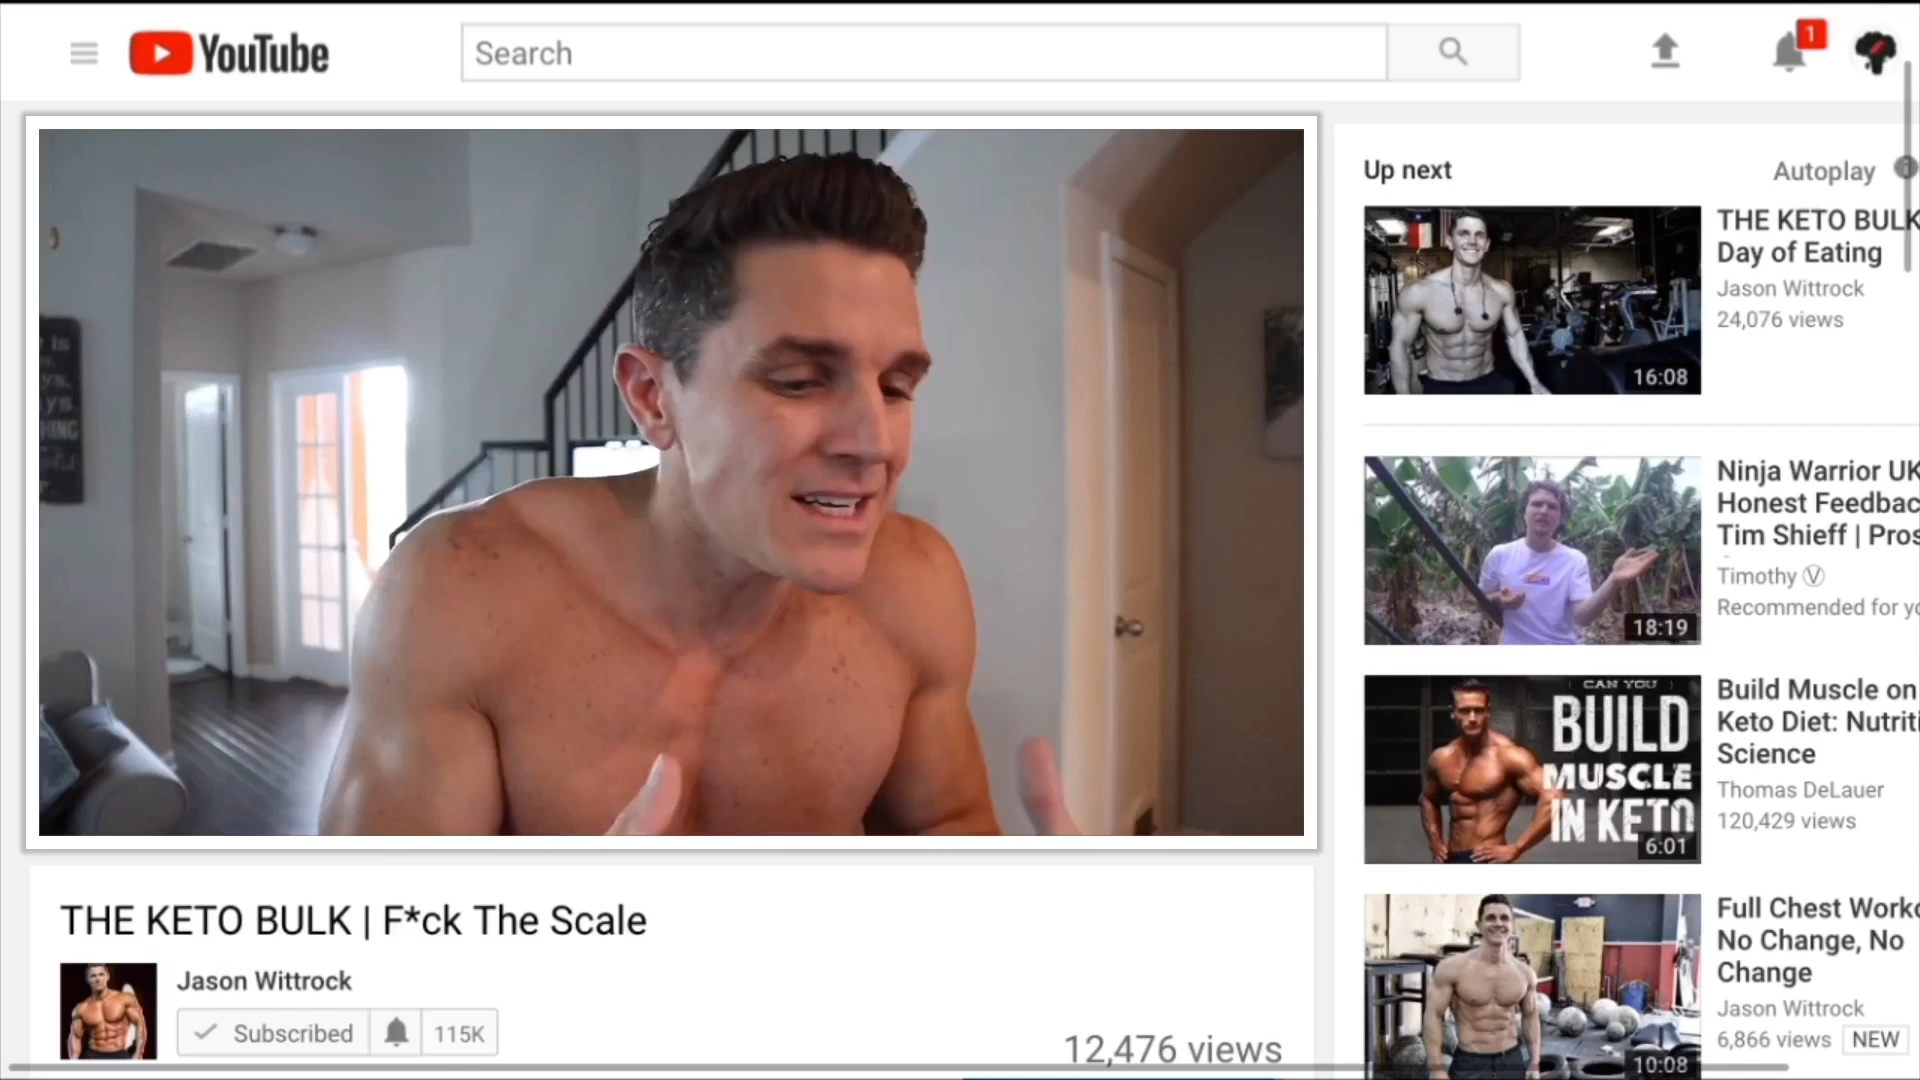 YouTube
Search
1
Up next
Autoplay
THE KETO BULK
Day of Eating
Jason Wittrock
24,076 views
16:08
Ninja Warrior UK
Honest Feedbac
Tim Shieff | Pros
Timothy Ⓥ
Recommended for yo
18:19
CAN YOU
BUILD
MUSCLE
IN KETO
6:01
Build Muscle on
Keto Diet: Nutriti
Science
Thomas DeLauer
120,429 views
Full Chest Worko
No Change, No
Change
Jason Wittrock
6,866 views NEW
10:08
THE KETO BULK | F*ck The Scale
Jason Wittrock
Subscribed 115K
12,476 views